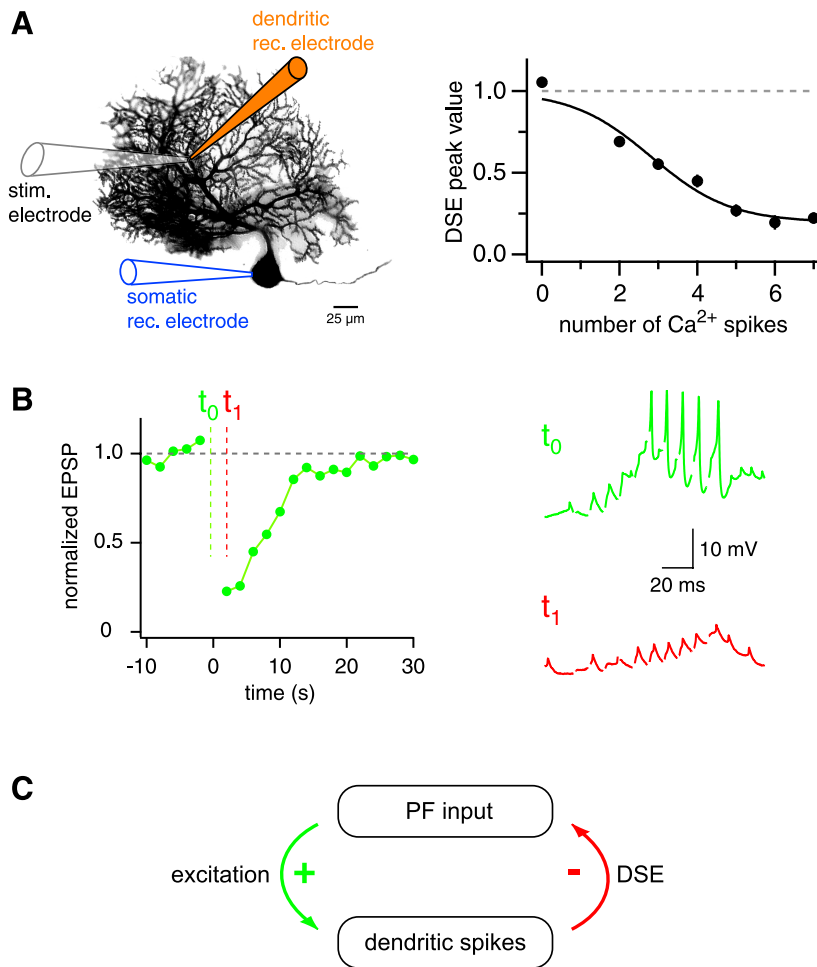 A
dendritic
rec. electrode
stim.
electrode
somatic
rec. electrode
25 µm
DSE peak value
1.0
0.5
0.0
0
2
4
6
number of Ca²⁺ spikes
B
t₀
t₁
normalized EPSP
1.0
0.5
0
-10
0
10
20
30
time (s)
t₀
10 mV
20 ms
t₁
C
PF input
excitation
+
-
DSE
dendritic spikes